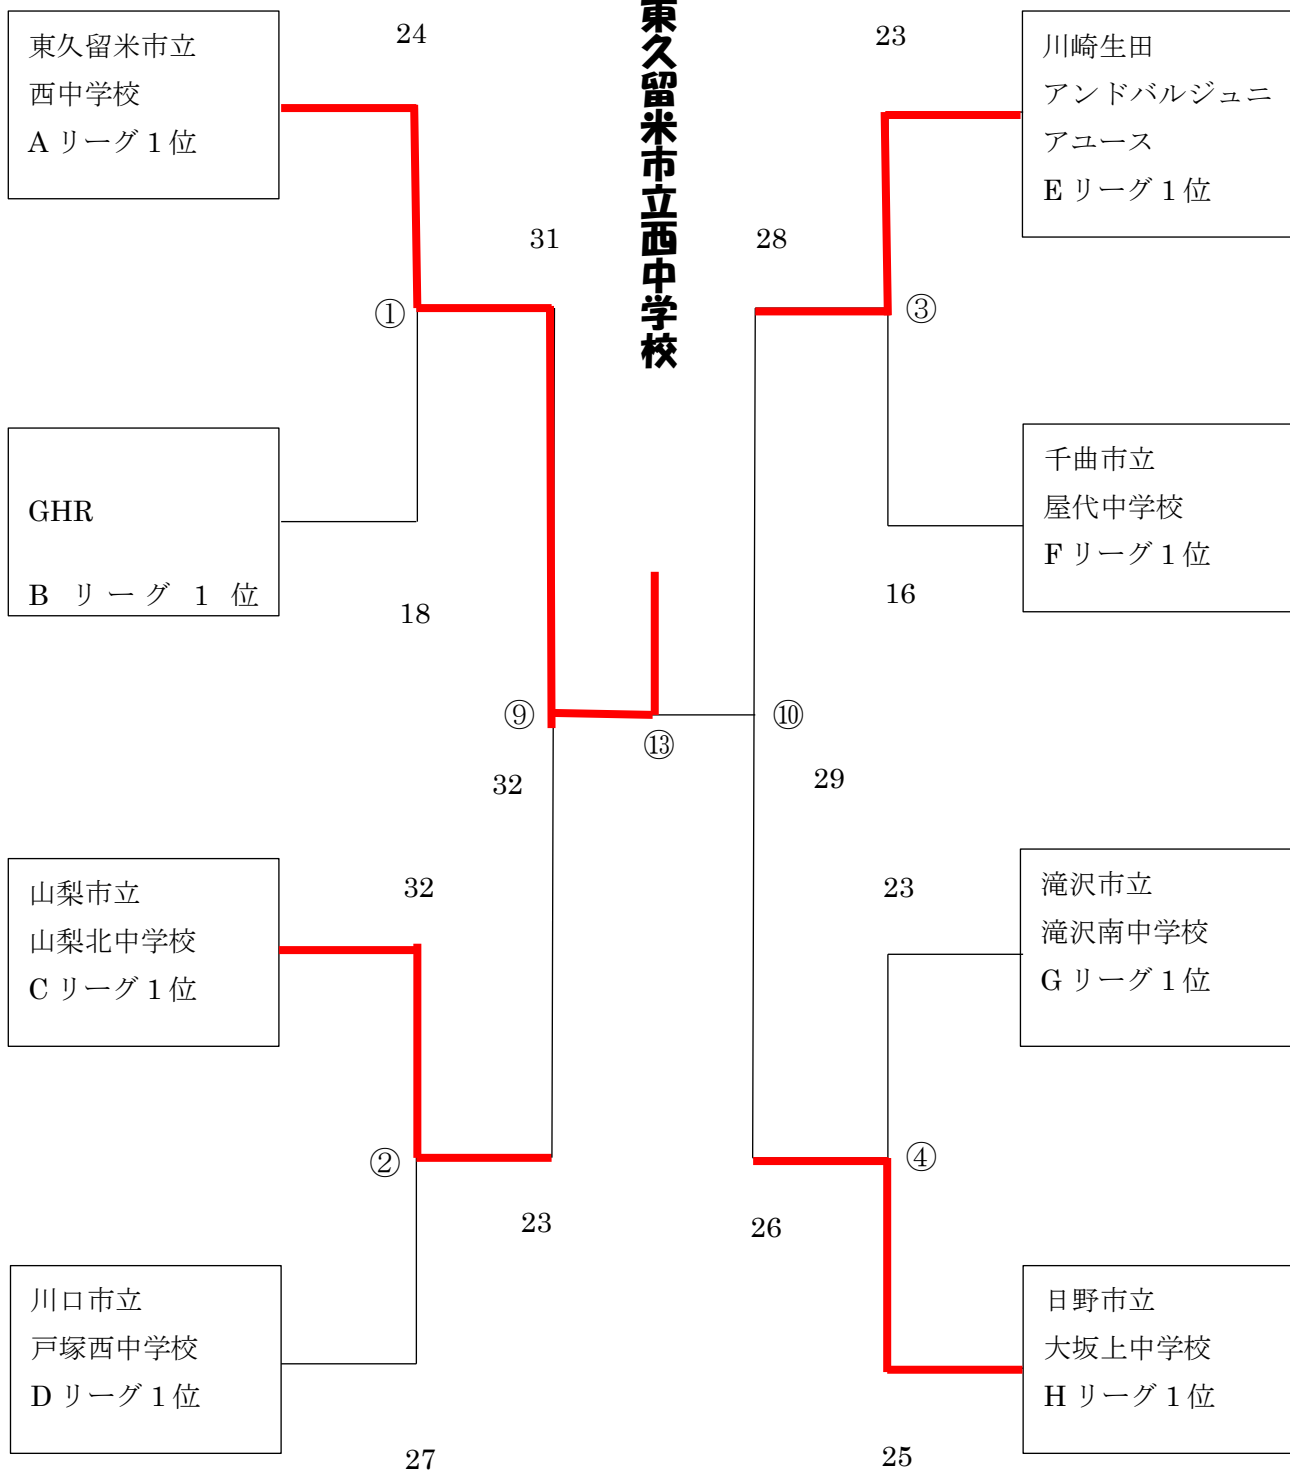 東久留米市立西中学校
24
23
東久留米市立
西中学校
A リーグ 1 位
川崎生田
アンドバルジュニ
アユース
E リーグ 1 位
31
28
①
③
GHR
B リーグ 1 位
千曲市立
屋代中学校
F リーグ 1 位
18
16
⑨
⑬
⑩
32
29
32
23
山梨市立
山梨北中学校
C リーグ 1 位
滝沢市立
滝沢南中学校
G リーグ 1 位
②
④
23
26
川口市立
戸塚西中学校
D リーグ 1 位
日野市立
大坂上中学校
H リーグ 1 位
27
25